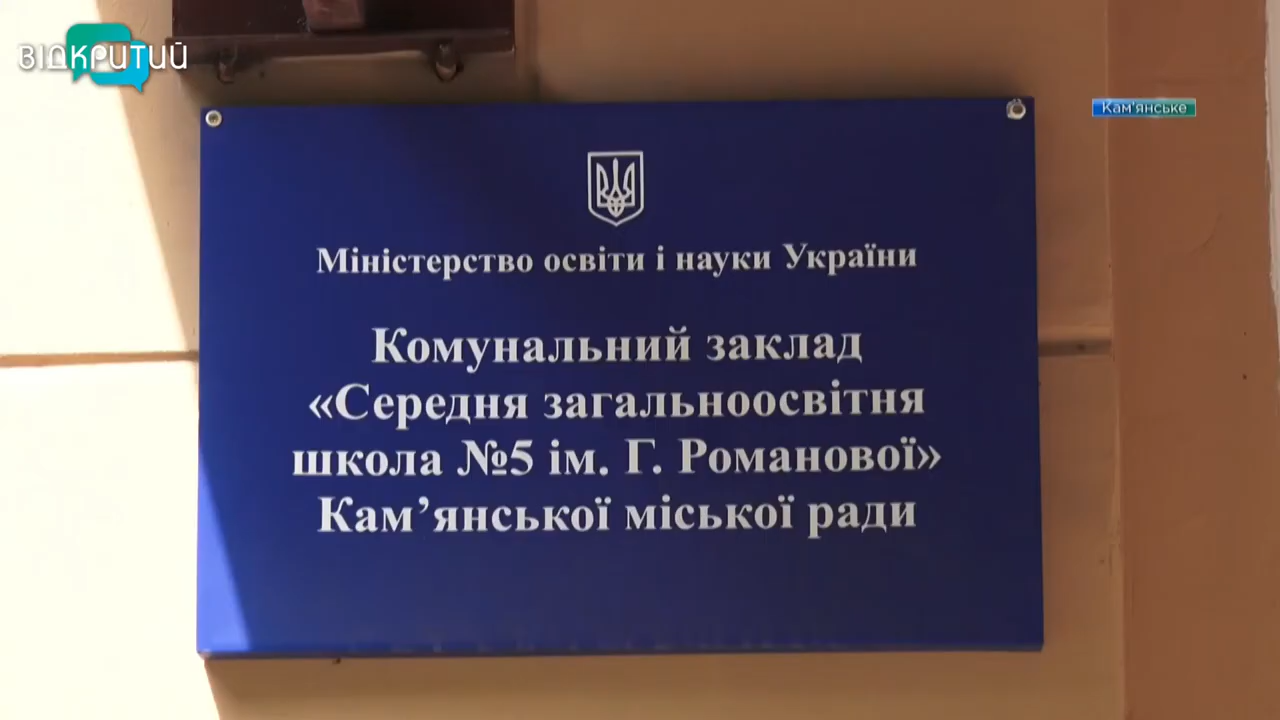 ВІДКРИТИЙ
Кам'янське
Міністерство освіти і науки України
Комунальний заклад
«Середня загальноосвітня
школа №5 ім. Г. Романової»
Кам’янської міської ради